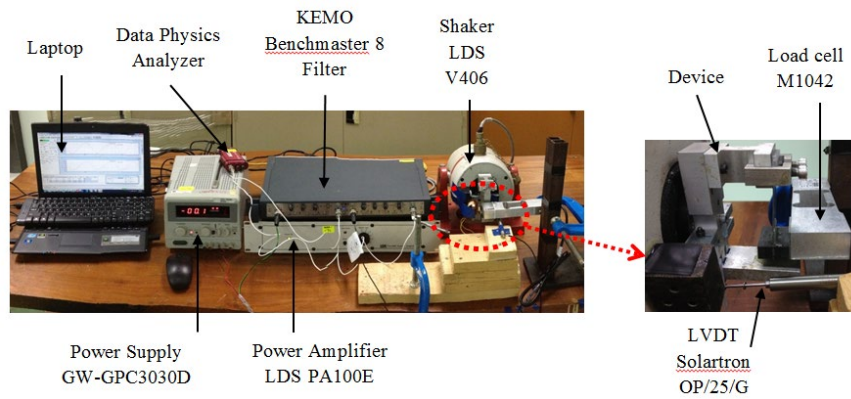 Laptop
Data Physics
Analyzer
KEMO
Benchmaster 8
Filter
Shaker
LDS
V406
Device
Load cell
M1042
Power Supply
GW-GPC3030D
Power Amplifier
LDS PA100E
LVDT
Solartron
OP/25/G
-001